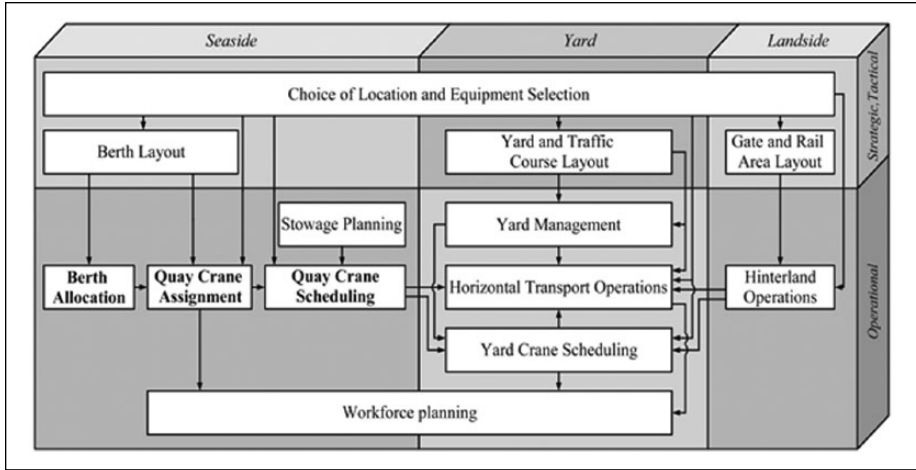 Seaside
Yard
Landside
Strategic,Tactical
Choice of Location and Equipment Selection
Berth Layout
Yard and Traffic
Course Layout
Gate and Rail
Area Layout
Operational
Stowage Planning
Yard Management
Berth
Allocation
Quay Crane
Assignment
Quay Crane
Scheduling
Horizontal Transport Operations
Hinterland
Operations
Yard Crane Scheduling
Workforce planning